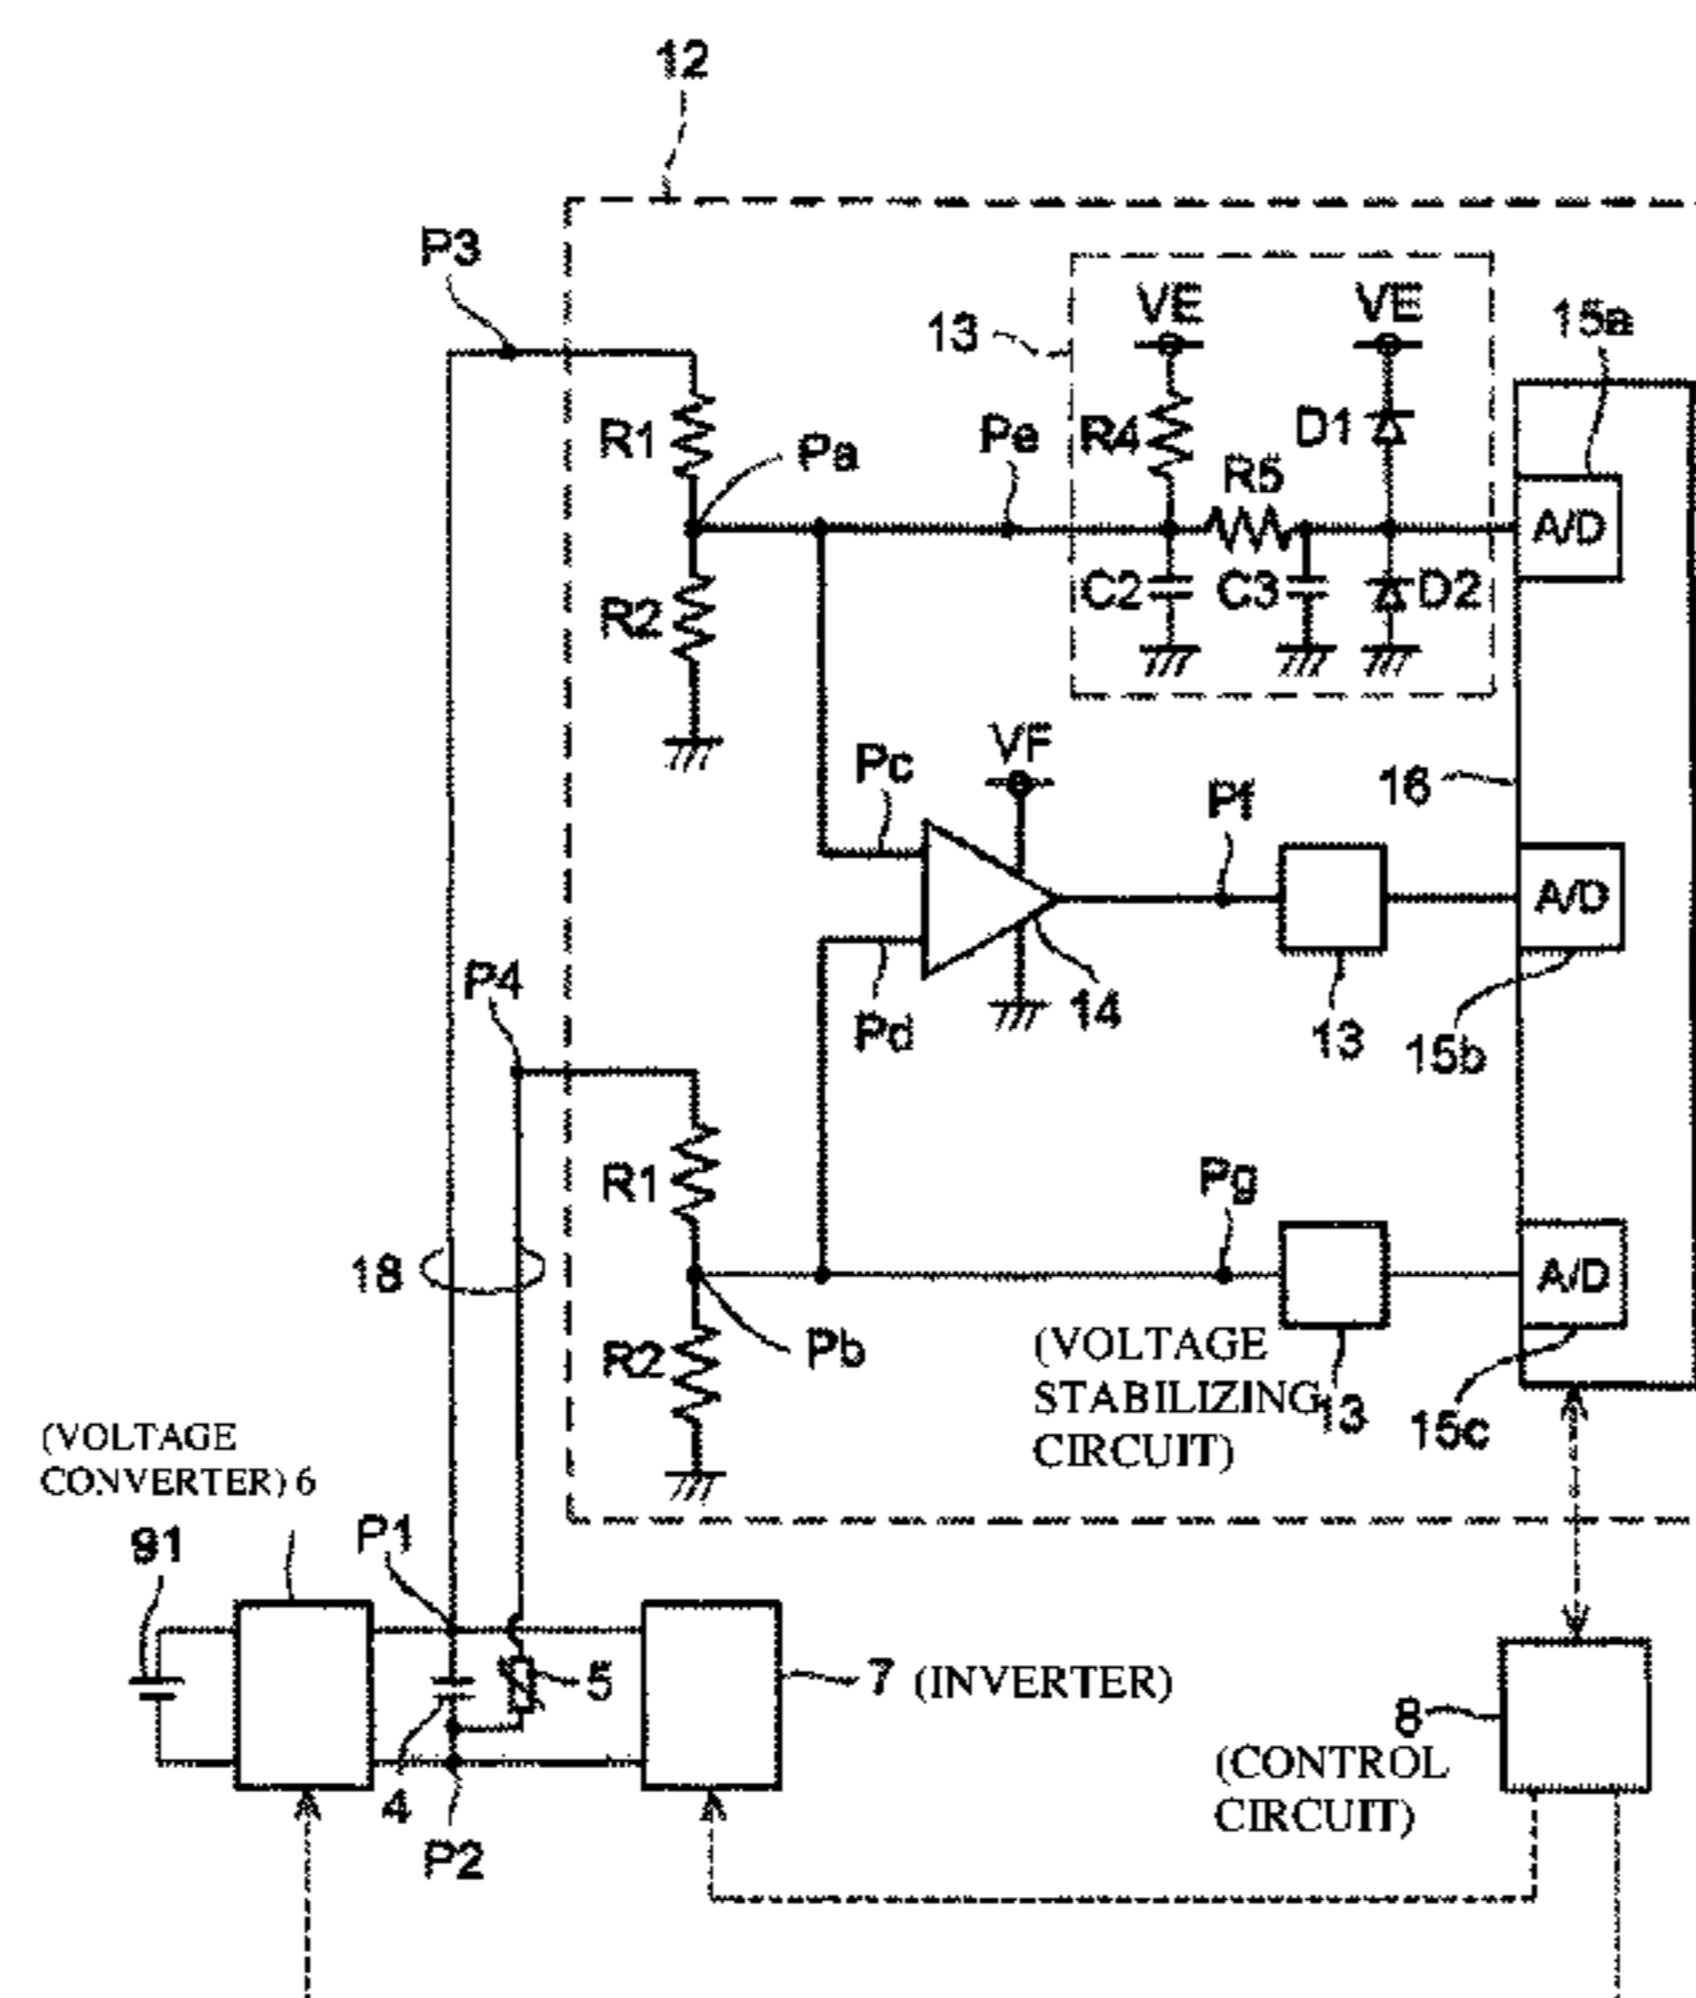 12
P3
13
VE
VE
15a
R1
Pa
Pe
R4
D1
R5
A/D
R2
C2
C3
D2
Pc
VF
Pf
16
A/D
P4
Pd
14
13
15b
R1
Pg
18
A/D
R2
Pb
(VOLTAGE
STABILIZING
CIRCUIT)
13
15c
(VOLTAGE
CONVERTER) 6
91
P1
5
7 (INVERTER)
4
P2
8
(CONTROL
CIRCUIT)